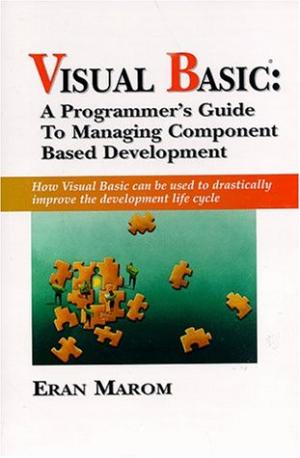 VISUAL BASIC®:
A Programmer's Guide
To Managing Component
Based Development
How Visual Basic can be used to drastically
improve the development life cycle
ERAN MAROM